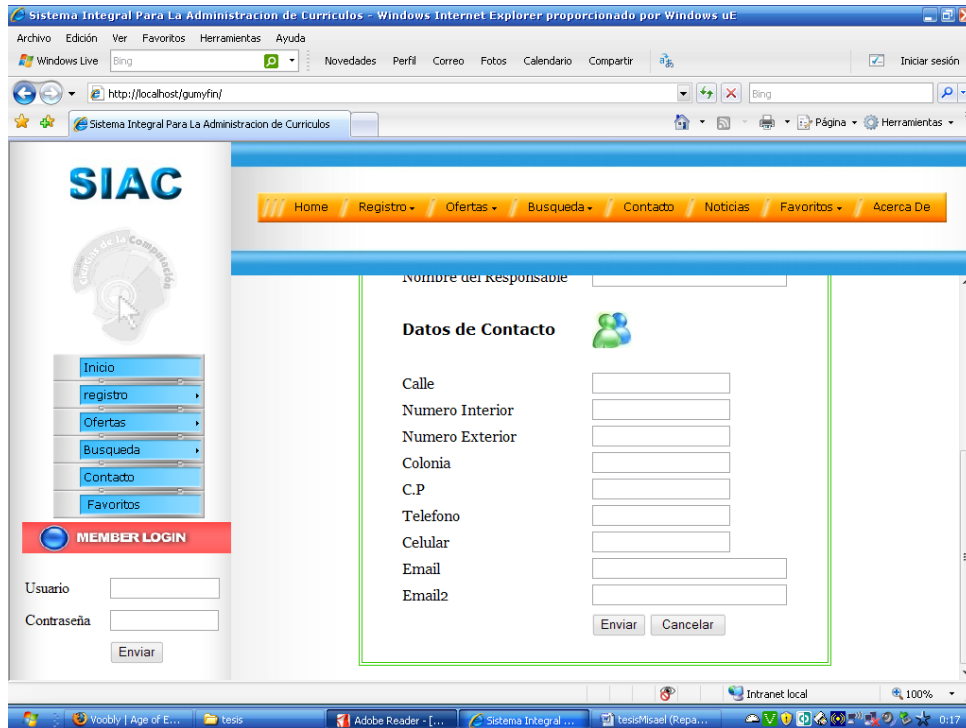 Sistema Integral Para La Administracion de Curriculos - Windows Internet Explorer proporcionado por Windows uE
Archivo Edición Ver Favoritos Herramientas Ayuda
Windows Live Bing Novedades Perfil Correo Fotos Calendario Compartir Iniciar sesión
http://localhost/gumyfin/ Bing
Sistema Integral Para La Administracion de Curriculos Página Herramientas
SIAC
Home Registro Ofertas Busqueda Contacto Noticias Favoritos Acerca De
Ciencias de la Computación
Nombre del Responsable
Datos de Contacto
Inicio
registro
Ofertas
Busqueda
Contacto
Favoritos
MEMBER LOGIN
Usuario
Contraseña
Enviar
Calle
Numero Interior
Numero Exterior
Colonia
C.P
Telefono
Celular
Email
Email2
Enviar Cancelar
Intranet local 100%
Voobly | Age of E... tesis Adobe Reader - [... Sistema Integral ... tesisMisael (Repa... 0:17